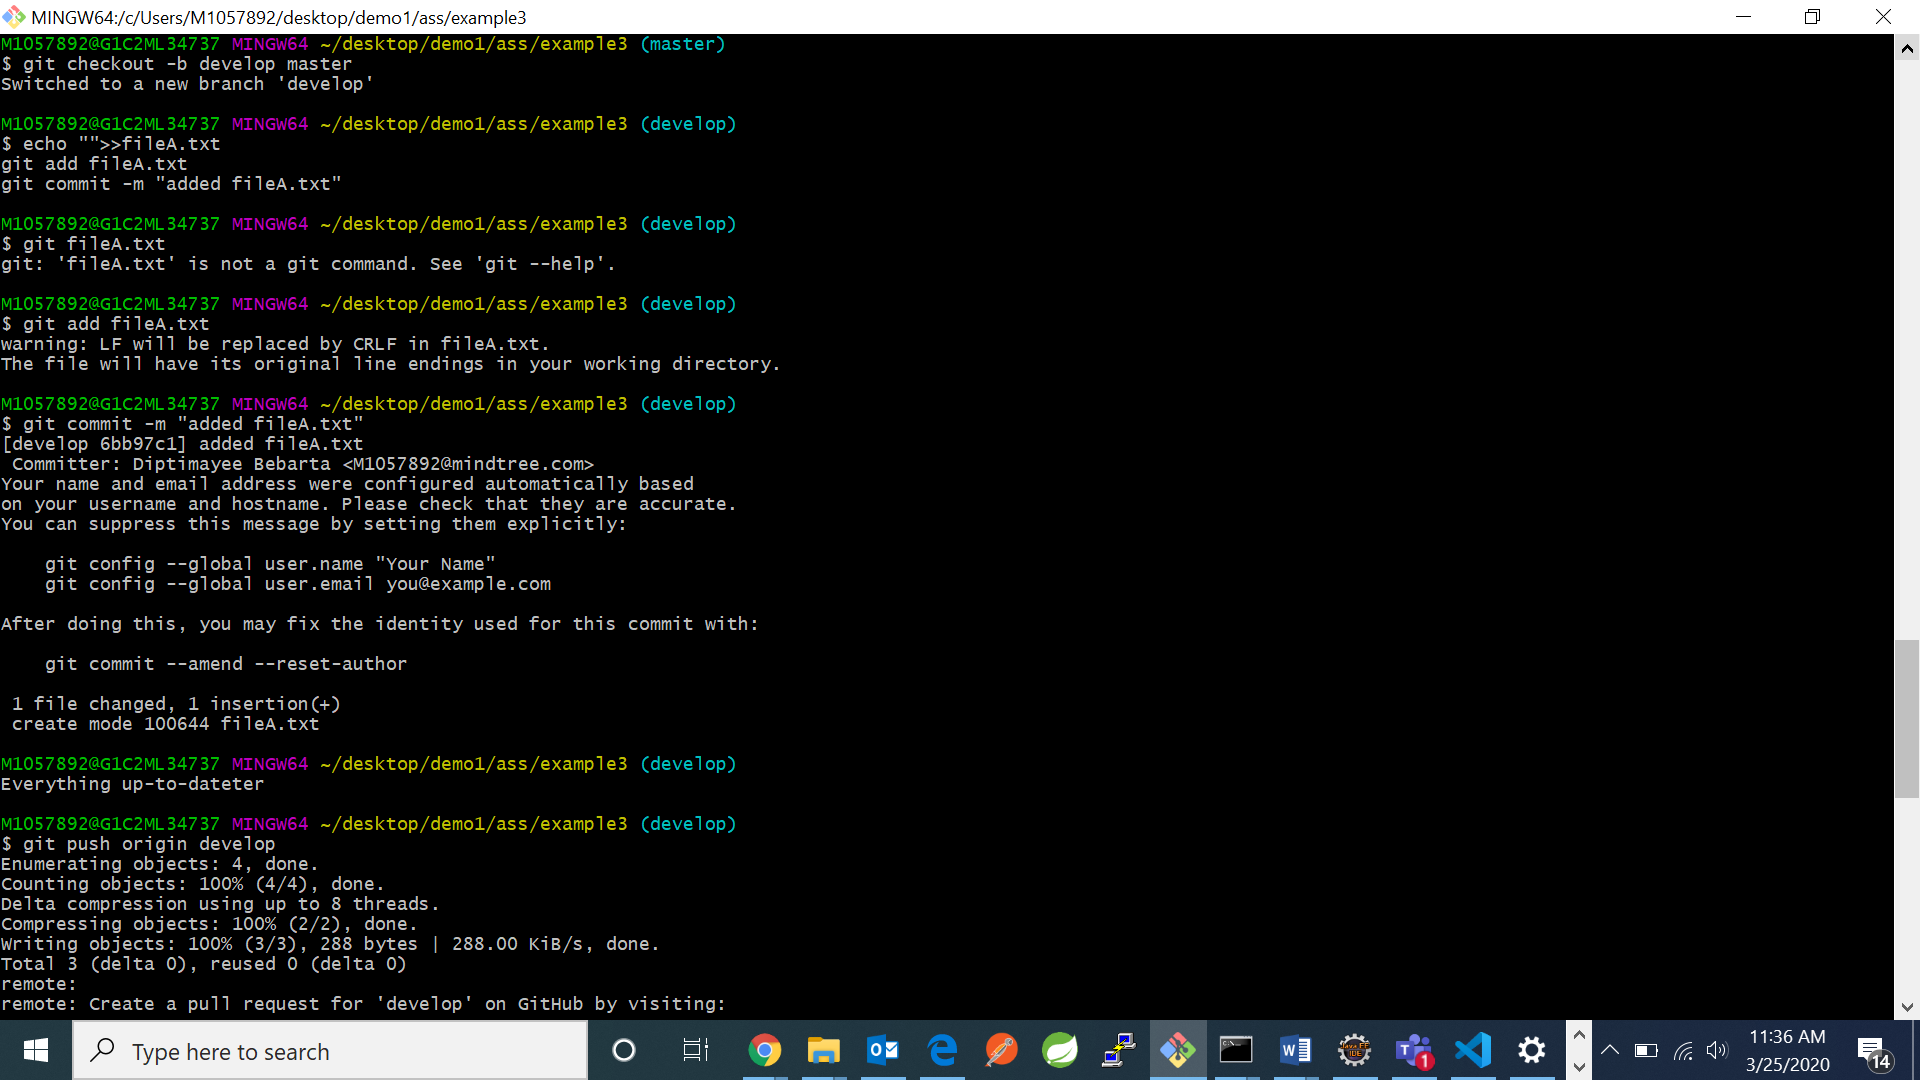 MINGW64:/c/Users/M1057892/desktop/demo1/ass/example3
M1057892@G1C2ML34737 MINGW64 ~/desktop/demo1/ass/example3 (master)
$ git checkout -b develop master
Switched to a new branch 'develop'
M1057892@G1C2ML34737 MINGW64 ~/desktop/demo1/ass/example3 (develop)
$ echo "">>fileA.txt
git add fileA.txt
git commit -m "added fileA.txt"
M1057892@G1C2ML34737 MINGW64 ~/desktop/demo1/ass/example3 (develop)
$ git fileA.txt
git: 'fileA.txt' is not a git command. See 'git --help'.
M1057892@G1C2ML34737 MINGW64 ~/desktop/demo1/ass/example3 (develop)
$ git add fileA.txt
warning: LF will be replaced by CRLF in fileA.txt.
The file will have its original line endings in your working directory.
M1057892@G1C2ML34737 MINGW64 ~/desktop/demo1/ass/example3 (develop)
$ git commit -m "added fileA.txt"
[develop 6bb97c1] added fileA.txt
Committer: Diptimayee Bebarta <M1057892@mindtree.com>
Your name and email address were configured automatically based
on your username and hostname. Please check that they are accurate.
You can suppress this message by setting them explicitly:
git config --global user.name "Your Name"
git config --global user.email you@example.com
After doing this, you may fix the identity used for this commit with:
git commit --amend --reset-author
1 file changed, 1 insertion(+)
create mode 100644 fileA.txt
M1057892@G1C2ML34737 MINGW64 ~/desktop/demo1/ass/example3 (develop)
Everything up-to-dateter
M1057892@G1C2ML34737 MINGW64 ~/desktop/demo1/ass/example3 (develop)
$ git push origin develop
Enumerating objects: 4, done.
Counting objects: 100% (4/4), done.
Delta compression using up to 8 threads.
Compressing objects: 100% (2/2), done.
Writing objects: 100% (3/3), 288 bytes | 288.00 KiB/s, done.
Total 3 (delta 0), reused 0 (delta 0)
remote:
remote: Create a pull request for 'develop' on GitHub by visiting:
Type here to search
11:36 AM
3/25/2020
1
14